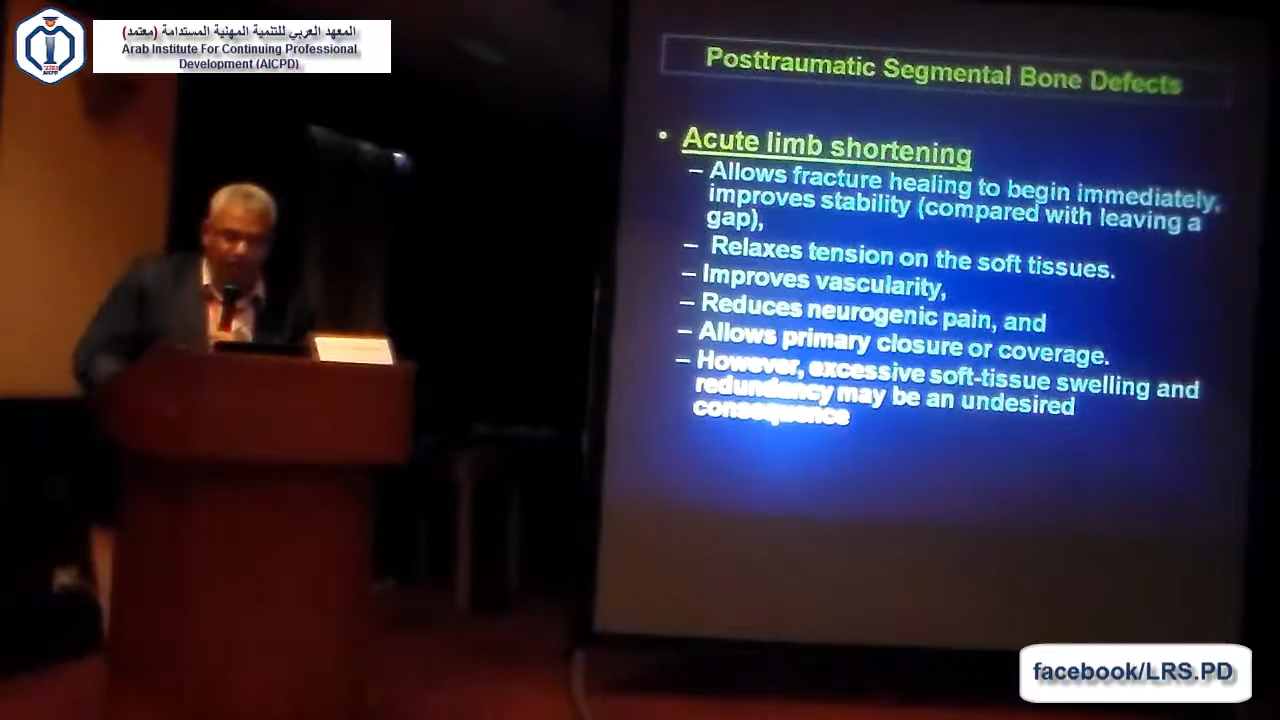 المعهد العربي للتنمية المهنية المستدامة (معتمد)
Arab Institute For Continuing Professional
Development (AICPD)
AICPD
Posttraumatic Segmental Bone Defects
• Acute limb shortening
– Allows fracture healing to begin immediately,
improves stability (compared with leaving a
gap),
– Relaxes tension on the soft tissues.
– Improves vascularity,
– Reduces neurogenic pain, and
– Allows primary closure or coverage.
– However, excessive soft-tissue swelling and
redundancy may be an undesired
consequence
facebook/LRS.PD